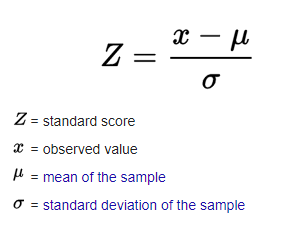 Z = x − μ / σ
Z = standard score
x = observed value
μ = mean of the sample
σ = standard deviation of the sample